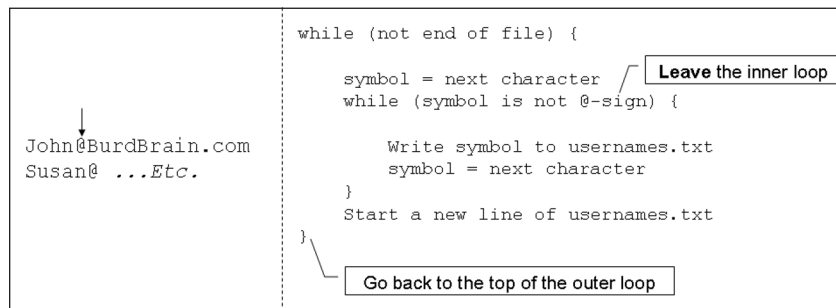 John@BurdBrain.com
Susan@ ...Etc.
while (not end of file) {
symbol = next character
while (symbol is not @-sign) {
Leave the inner loop
Write symbol to usernames.txt
symbol = next character
}
Start a new line of usernames.txt
}
Go back to the top of the outer loop